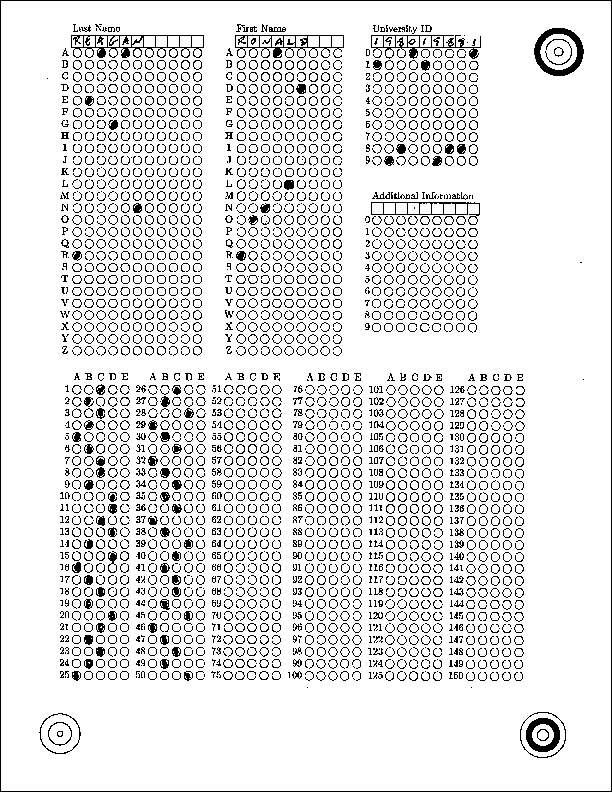 Last Name First Name University ID
REAGAN RONALD 198019881
A A 0
B B 1
C C 2
D D 3
E E 4
F F 5
G G 6
H H 7
I I 8
J J 9
K K
L L
M M Additional Information
N N
O O 0
P P 1
Q Q 2
R R 3
S S 4
T T 5
U U 6
V V 7
W W 8
X X 9
Y Y
Z Z
A B C D E A B C D E A B C D E A B C D E A B C D E A B C D E
1 26 51 76 101 126
2 27 52 77 102 127
3 28 53 78 103 128
4 29 54 79 104 129
5 30 55 80 105 130
6 31 56 81 106 131
7 32 57 82 107 132
8 33 58 83 108 133
9 34 59 84 109 134
10 35 60 85 110 135
11 36 61 86 111 136
12 37 62 87 112 137
13 38 63 88 113 138
14 39 64 89 114 139
15 40 65 90 115 140
16 41 66 91 116 141
17 42 67 92 117 142
18 43 68 93 118 143
19 44 69 94 119 144
20 45 70 95 120 145
21 46 71 96 121 146
22 47 72 97 122 147
23 48 73 98 123 148
24 49 74 99 124 149
25 50 75 100 125 150